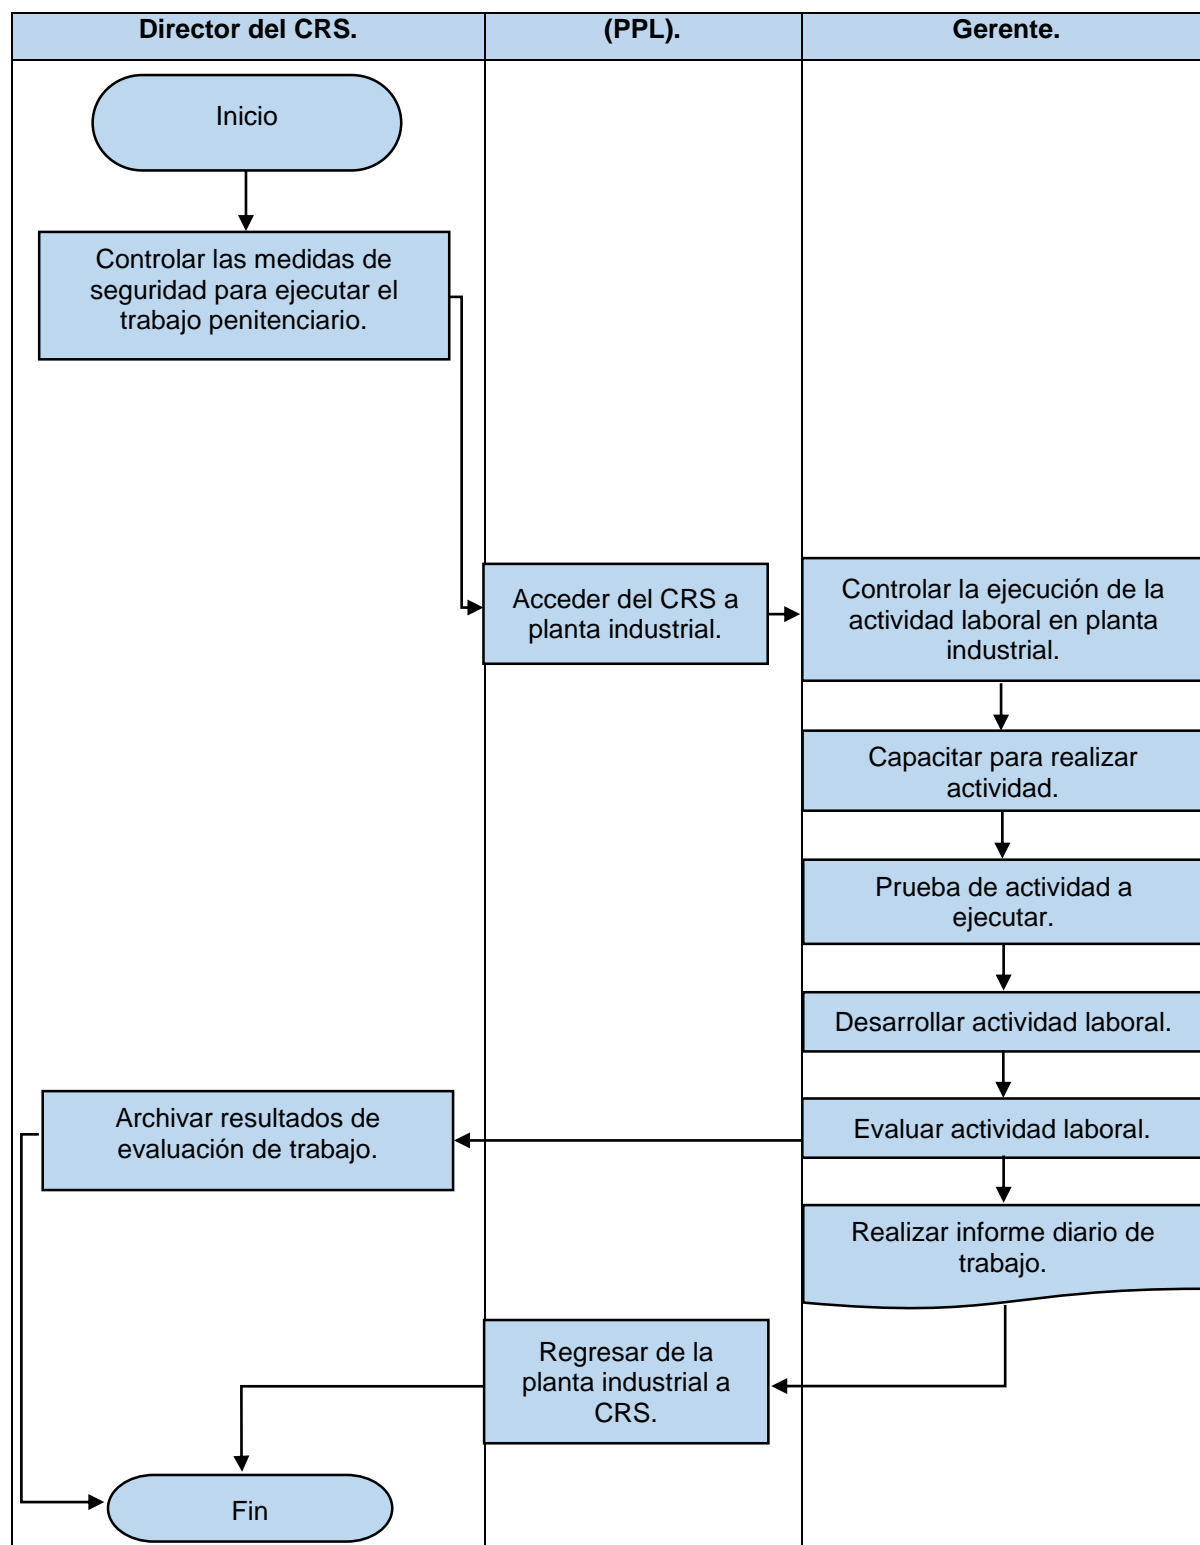 Director del CRS.
(PPL).
Gerente.
Inicio
Controlar las medidas de
seguridad para ejecutar el
trabajo penitenciario.
Acceder del CRS a
planta industrial.
Controlar la ejecución de la
actividad laboral en planta
industrial.
Capacitar para realizar
actividad.
Prueba de actividad a
ejecutar.
Desarrollar actividad laboral.
Evaluar actividad laboral.
Archivar resultados de
evaluación de trabajo.
Realizar informe diario de
trabajo.
Regresar de la
planta industrial a
CRS.
Fin